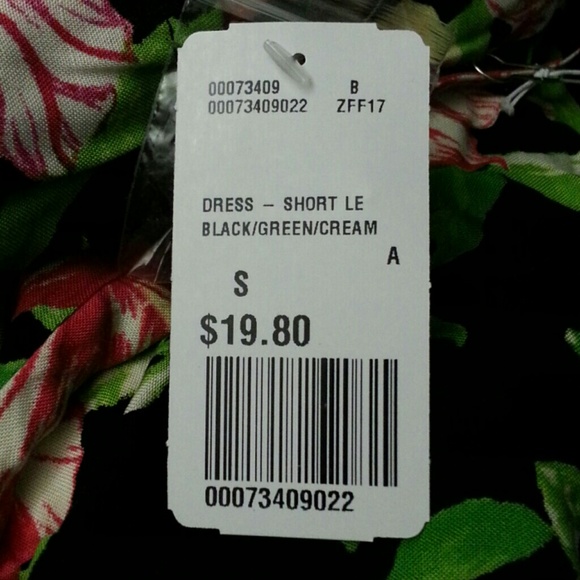 00073409 B
00073409022 ZFF17
DRESS – SHORT LE
BLACK/GREEN/CREAM
A
S
$19.80
00073409022